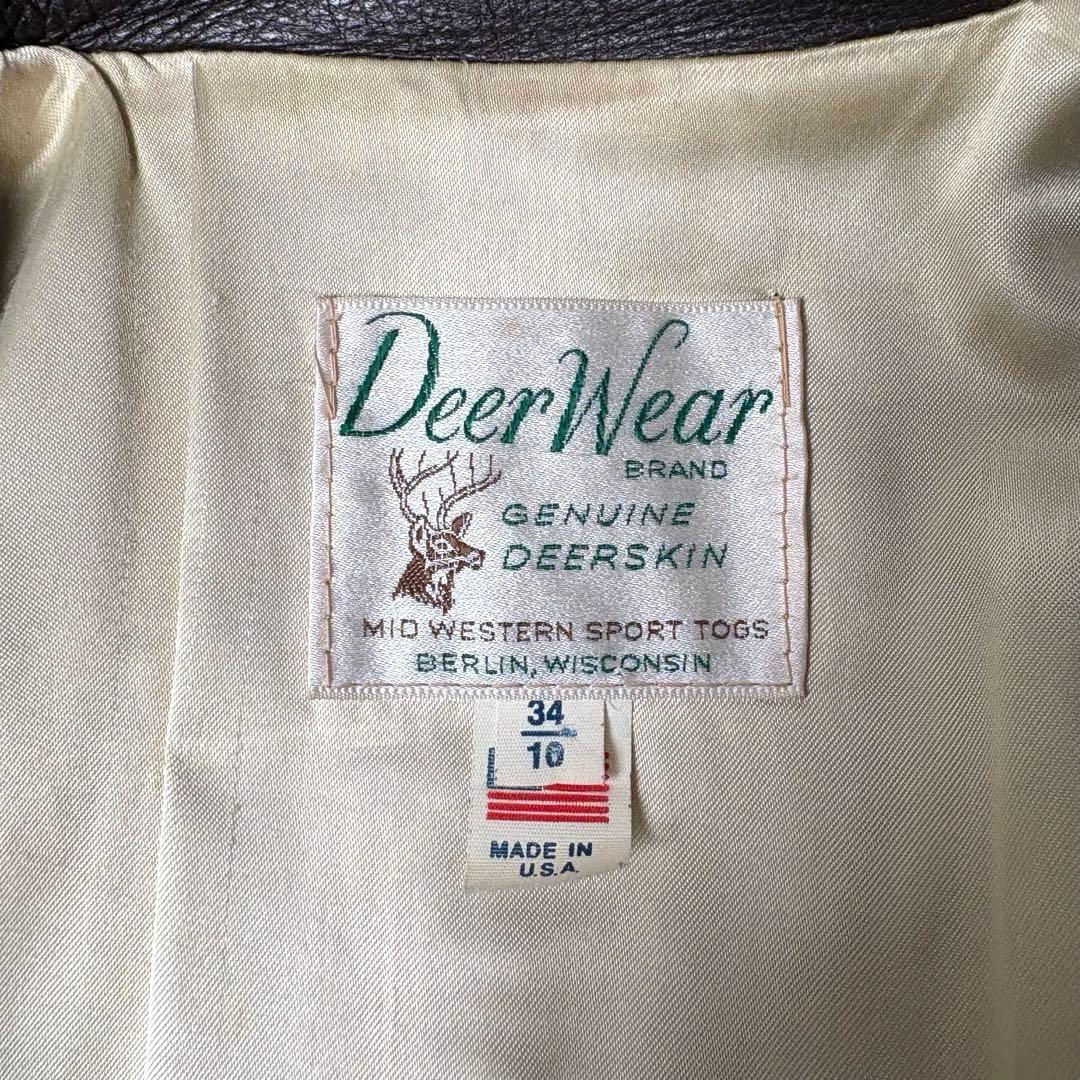 DeerWear
BRAND
GENUINE
DEERSKIN
MID WESTERN SPORT TOGS
BERLIN, WISCONSIN
34
10
MADE IN
U.S.A.